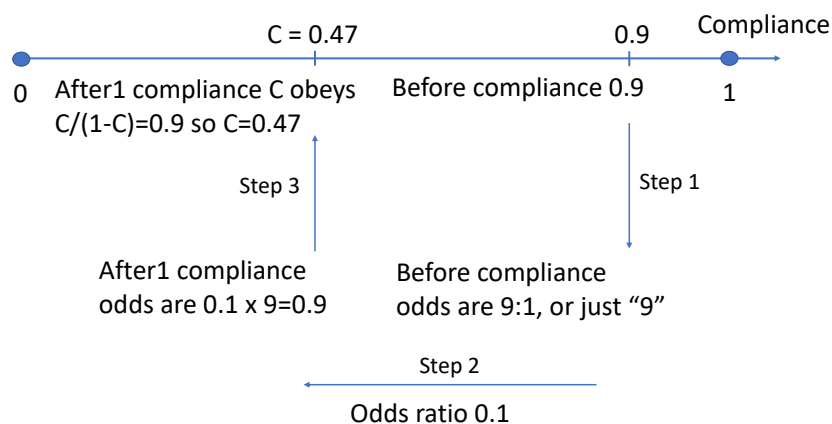 Compliance
C = 0.47
0.9
0
After1 compliance C obeys
C/(1-C)=0.9 so C=0.47
Before compliance 0.9
1
Step 3
Step 1
After1 compliance
odds are 0.1 x 9=0.9
Before compliance
odds are 9:1, or just “9”
Step 2
Odds ratio 0.1